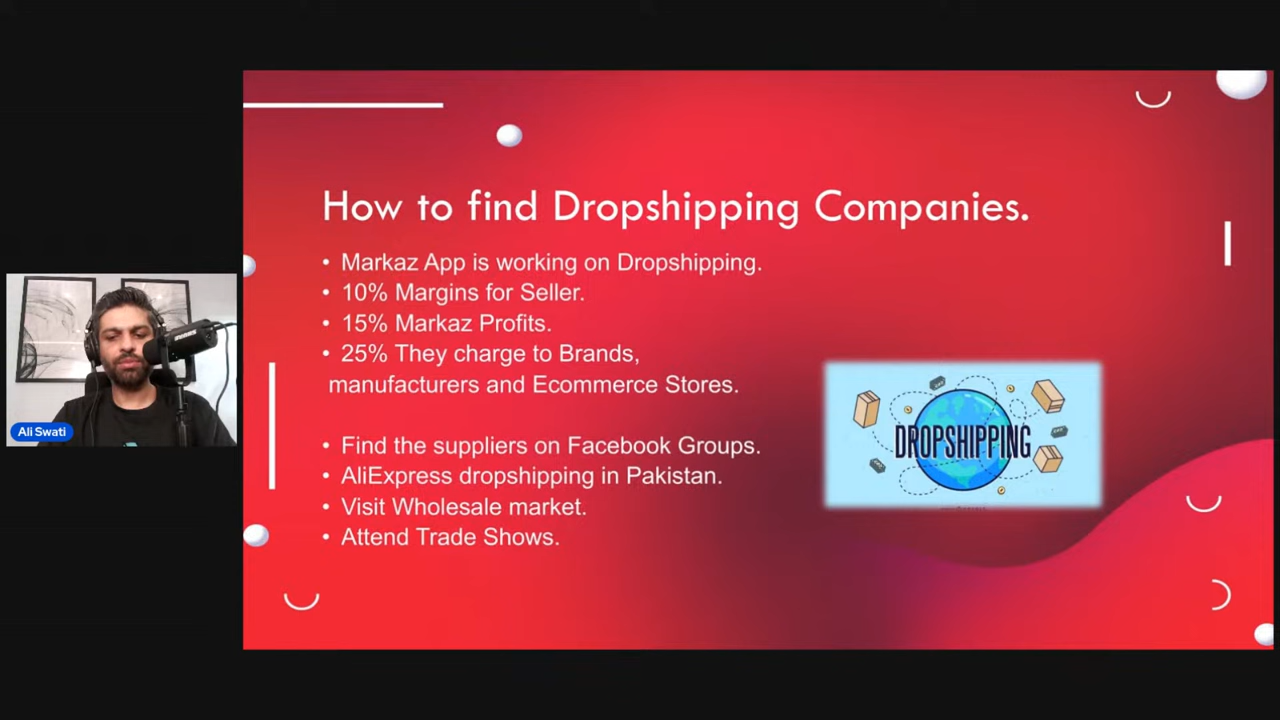 How to find Dropshipping Companies.
• Markaz App is working on Dropshipping.
• 10% Margins for Seller.
• 15% Markaz Profits.
• 25% They charge to Brands,
manufacturers and Ecommerce Stores.
• Find the suppliers on Facebook Groups.
• AliExpress dropshipping in Pakistan.
• Visit Wholesale market.
• Attend Trade Shows.
DROPSHIPPING
Ali Swati